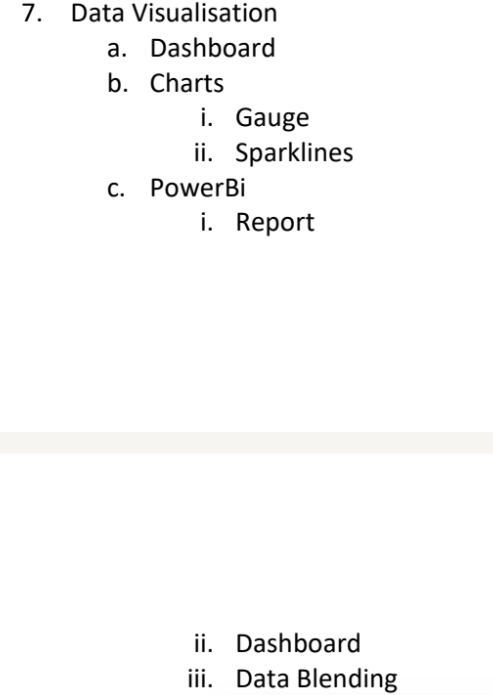 7. Data Visualisation
a. Dashboard
b. Charts
i. Gauge
ii. Sparklines
c. PowerBi
i. Report
ii. Dashboard
iii. Data Blending